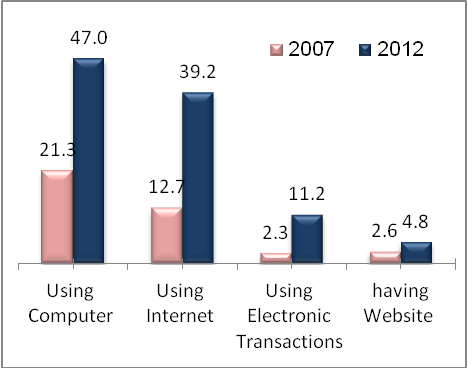 2007 2012
47.0
39.2
21.3
12.7
11.2
2.3
2.6 4.8
Using Using Using having
Computer Internet Electronic Website
Transactions